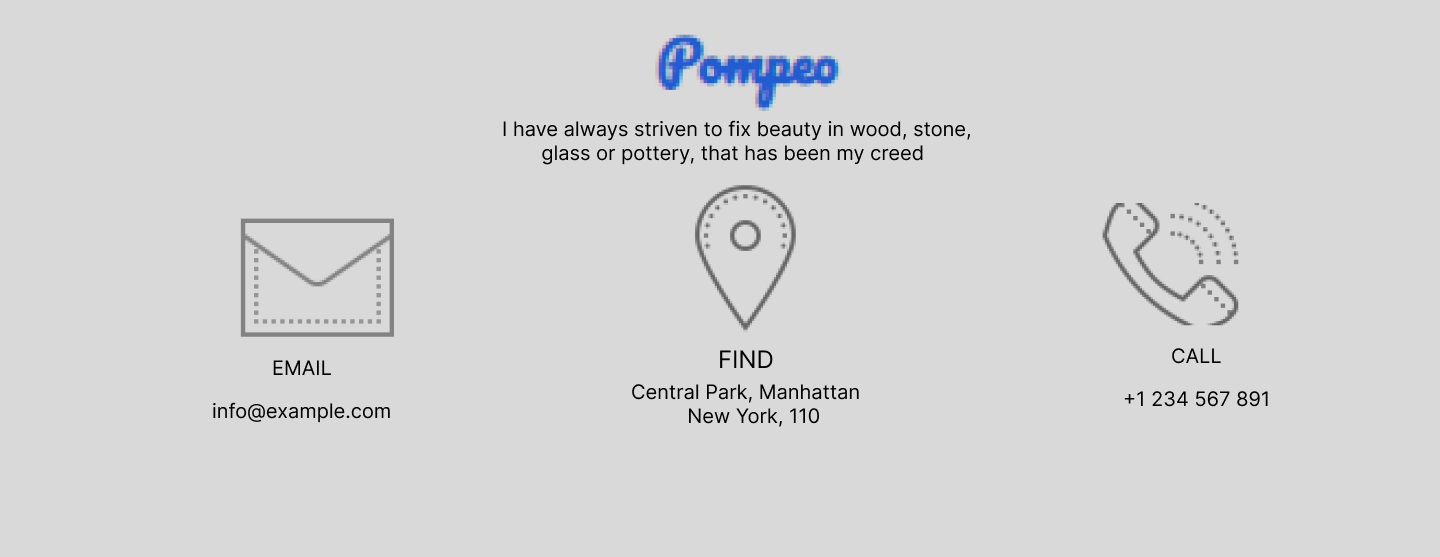 Pompeo
I have always striven to fix beauty in wood, stone,
glass or pottery, that has been my creed
EMAIL
info@example.com
FIND
Central Park, Manhattan
New York, 110
CALL
+1 234 567 891